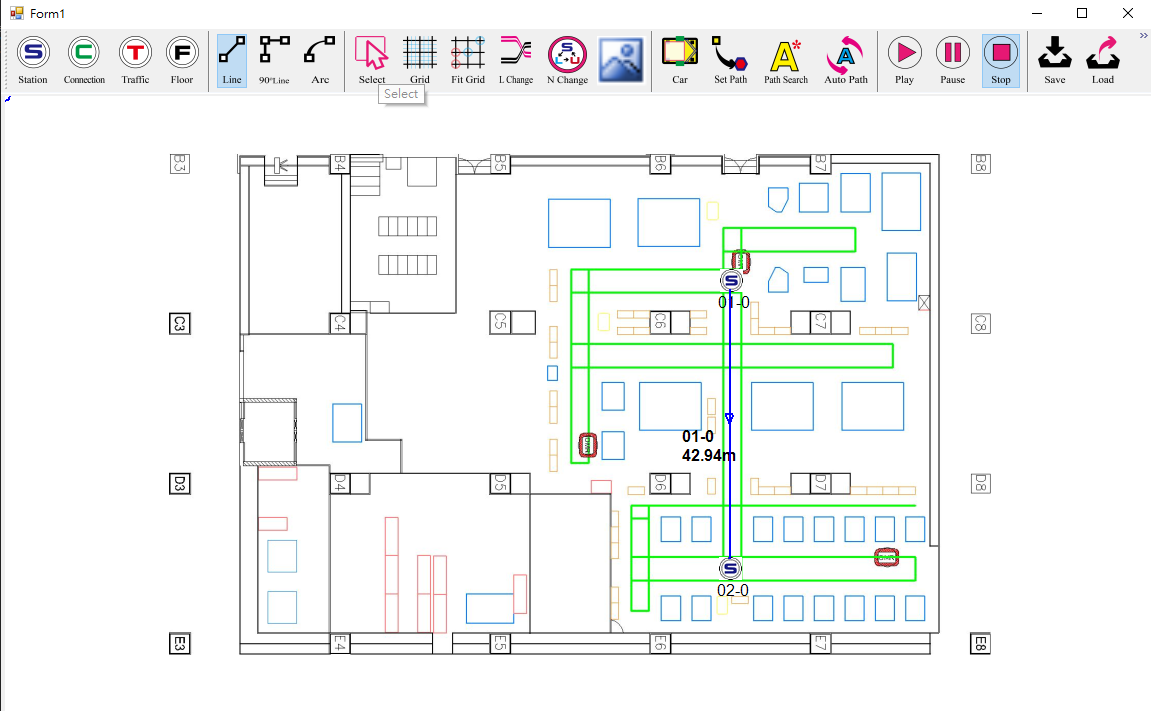 Form1
Station Connection Traffic Floor Line 90°Line Arc Select Grid Fit Grid L Change N Change Car Set Path Path Search Auto Path Play Pause Stop Save Load
Select
B3 B4 B5 B6 B7 B8
01-0
C3 C4 C5 C6 C7 C8
01-0
42.94m
D3 D4 D5 D6 D7 D8
02-0
E3 E4 E5 E6 E7 E8